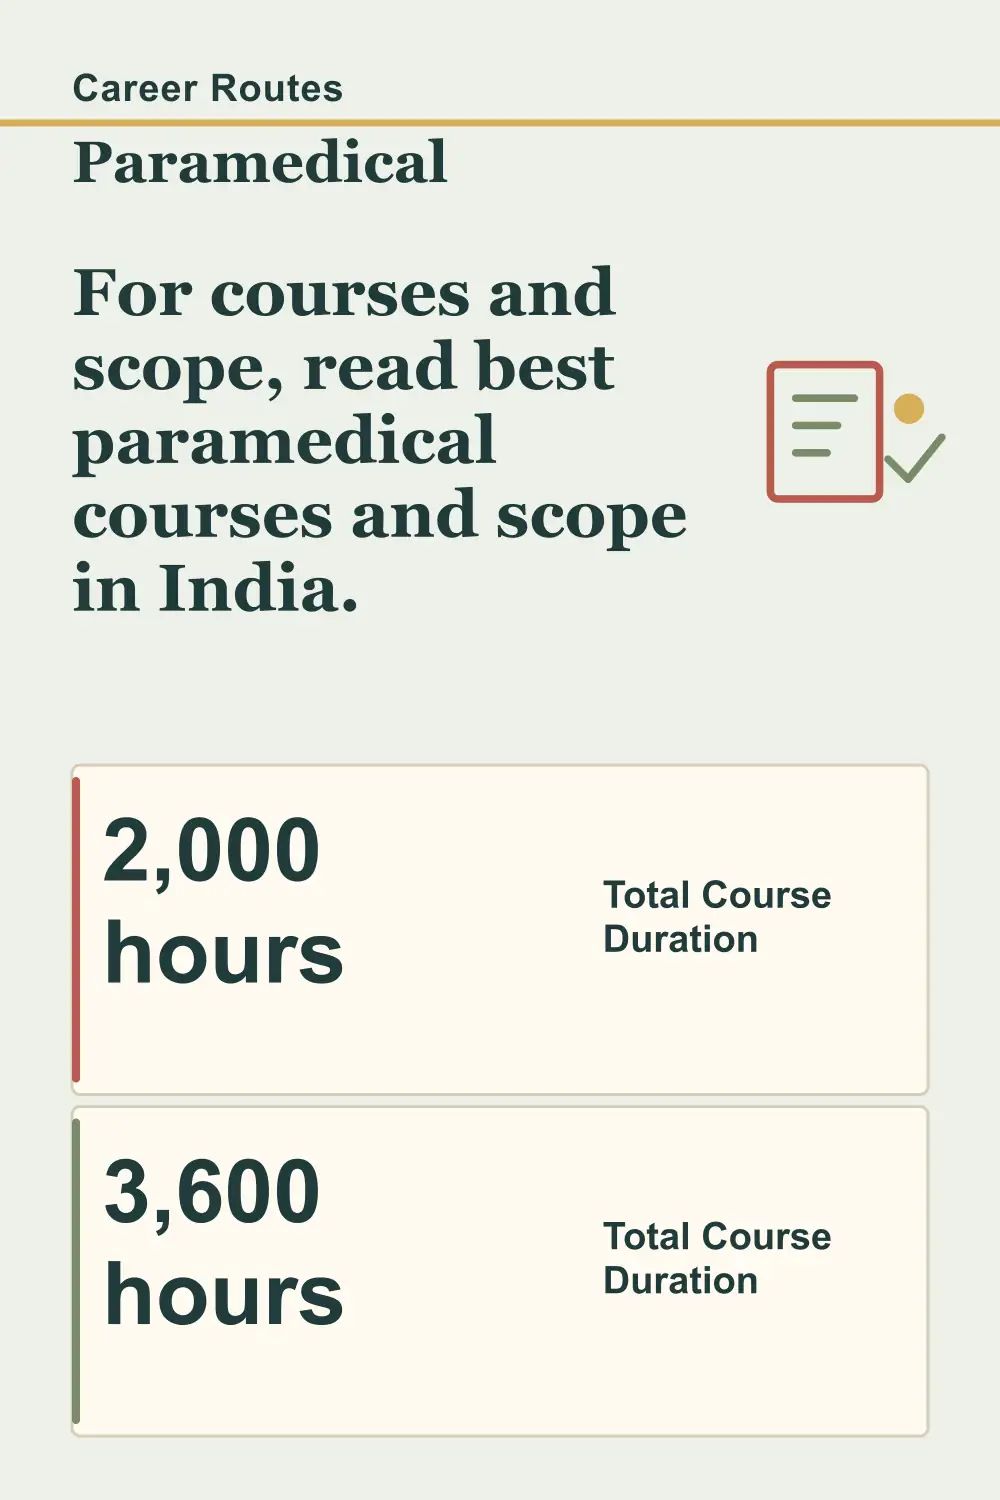 Career Routes
Paramedical
For courses and
scope, read best
paramedical
courses and scope
in India.
2,000
hours
Total Course
Duration
3,600
hours
Total Course
Duration